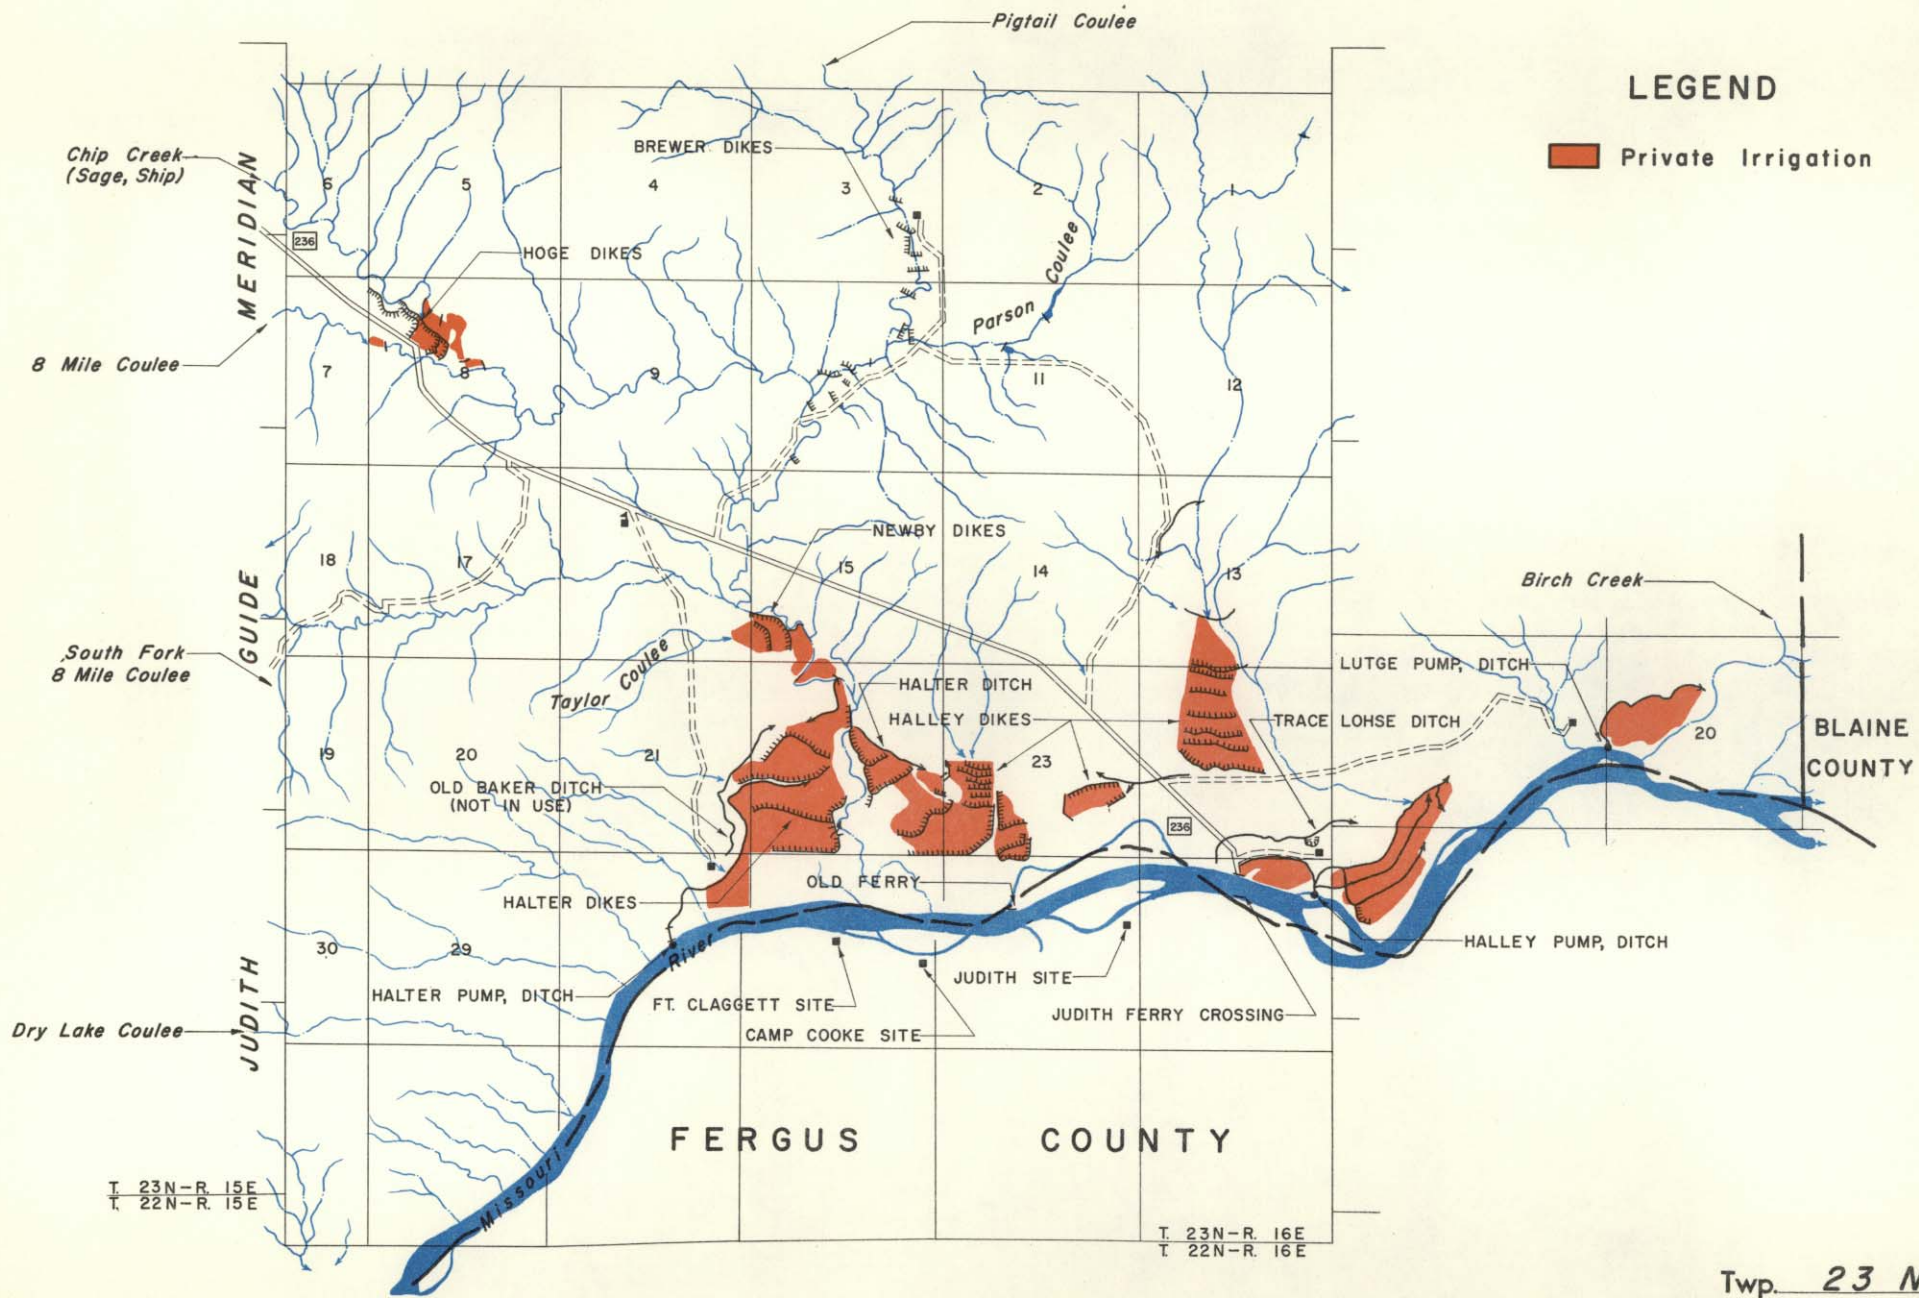 Pigtail Coulee
LEGEND
Private Irrigation
Chip Creek
(Sage, Ship)
MERIDIAN
BREWER DIKES
6
5
4
3
2
1
236
HOGE DIKES
Parson Coulee
8 Mile Coulee
7
8
9
11
12
NEWBY DIKES
18
17
15
14
13
Birch Creek
GUIDE
South Fork
8 Mile Coulee
Taylor Coulee
HALTER DITCH
LUTGE PUMP, DITCH
HALLEY DIKES
TRACE LOHSE DITCH
19
20
21
23
20
BLAINE
COUNTY
OLD BAKER DITCH
(NOT IN USE)
236
OLD FERRY
HALTER DIKES
30
29
River
HALLEY PUMP, DITCH
JUDITH
HALTER PUMP, DITCH
FT. CLAGGETT SITE
JUDITH SITE
JUDITH FERRY CROSSING
CAMP COOKE SITE
Dry Lake Coulee
FERGUS COUNTY
Missouri
T. 23N-R. 15E
T. 22N-R. 15E
T. 23N-R. 16E
T. 22N-R. 16E
Twp. 23 N